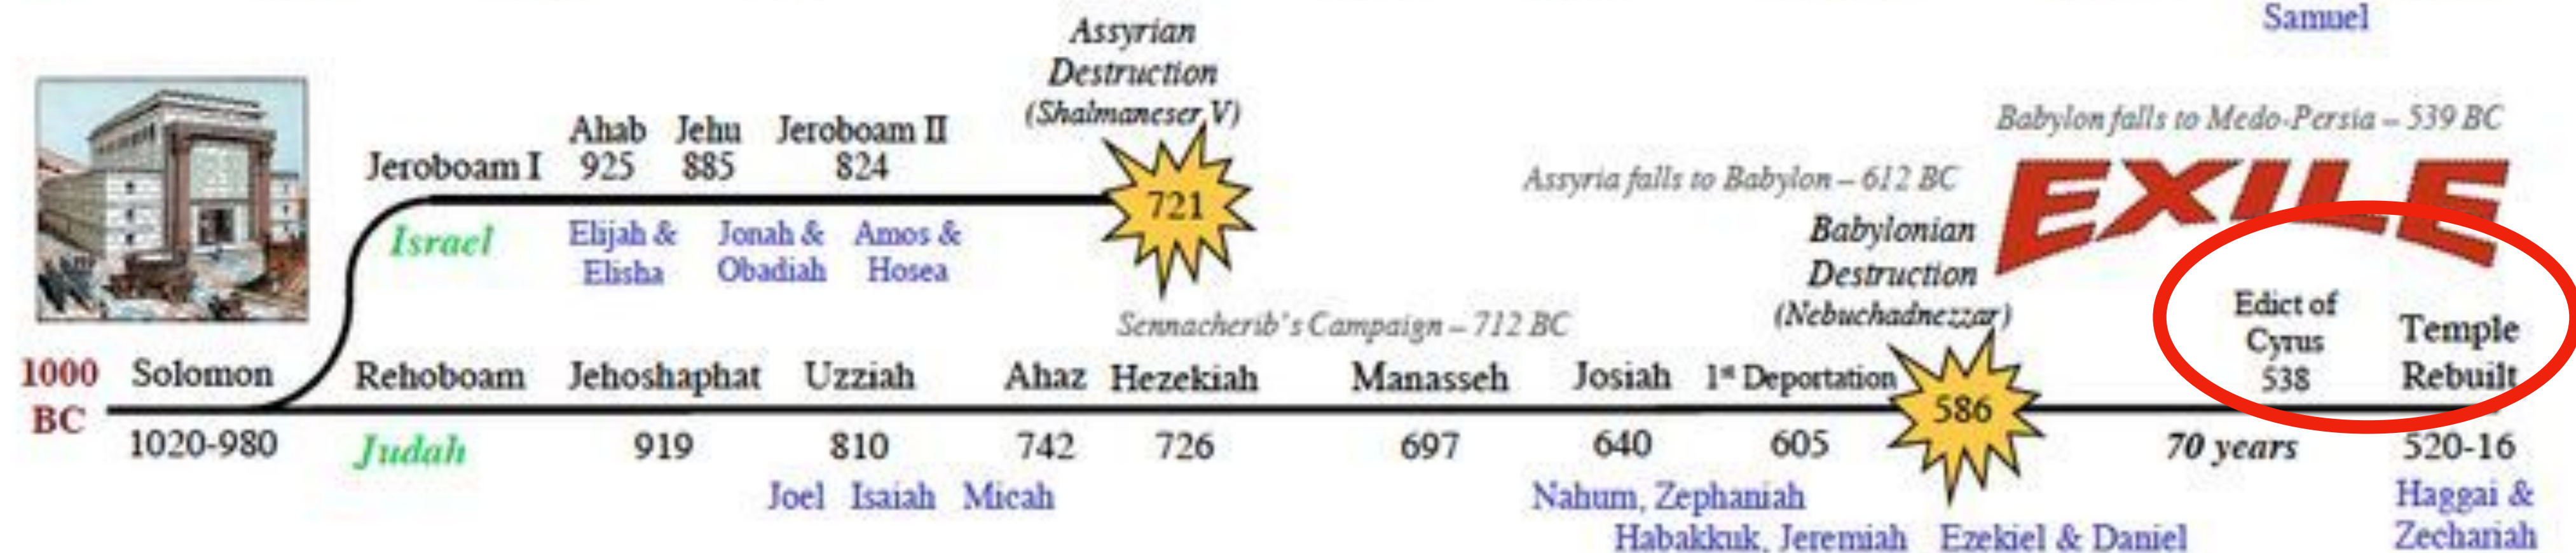 Samuel
Assyrian
Destruction
(Shalmaneser V)
Babylon falls to Medo-Persia – 539 BC
EXILE
Ahab Jehu Jeroboam II
Jeroboam I 925 885 824
721
Assyria falls to Babylon – 612 BC
Israel
Elijah & Jonah & Amos &
Elisha Obadiah Hosea
Babylonian
Destruction
(Nebuchadnezzar)
Sennacherib's Campaign – 712 BC
Edict of
Cyrus
538
Temple
Rebuilt
1000
BC
Solomon Rehoboam Jehoshaphat Uzziah Ahaz Hezekiah Manasseh Josiah 1st Deportation
586
1020-980 Judah 919 810 742 726 697 640 605 70 years 520-16
Joel Isaiah Micah Nahum, Zephaniah
Habakkuk, Jeremiah Ezekiel & Daniel
Haggai &
Zechariah